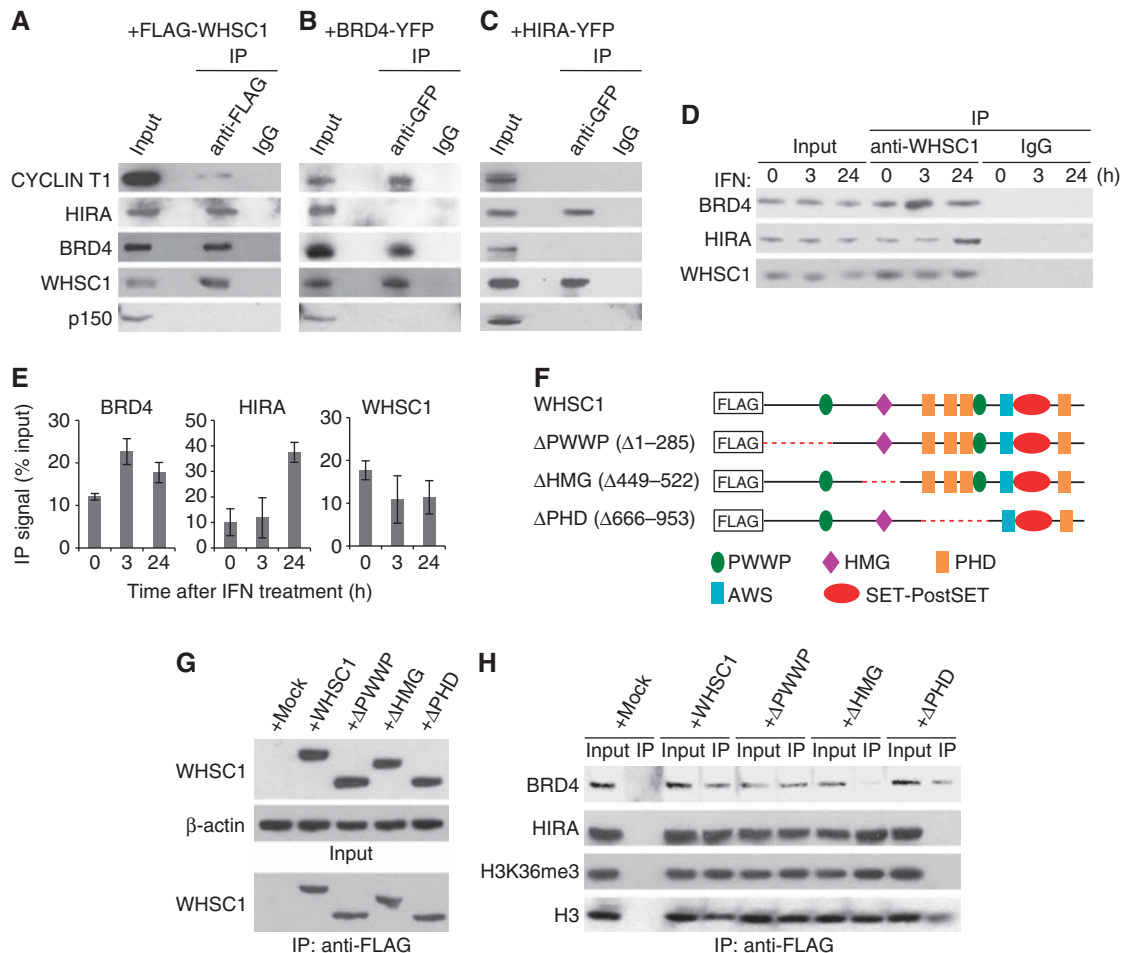 A
+FLAG-WHSC1
IP
Input
anti-FLAG
IgG
B
+BRD4-YFP
IP
Input
anti-GFP
IgG
C
+HIRA-YFP
IP
Input
anti-GFP
IgG
CYCLIN T1
HIRA
BRD4
WHSC1
p150
D
IP
Input anti-WHSC1 IgG
IFN: 0 3 24 0 3 24 0 3 24 (h)
BRD4
HIRA
WHSC1
E
BRD4 HIRA WHSC1
IP signal (% input)
30
20
10
0
50
40
30
20
10
0
30
20
10
0
0 3 24 0 3 24 0 3 24
Time after IFN treatment (h)
F
WHSC1 FLAG
ΔPWWP (Δ1–285) FLAG
ΔHMG (Δ449–522) FLAG
ΔPHD (Δ666–953) FLAG
PWWP HMG PHD
AWS SET-PostSET
G
+Mock
+WHSC1
+ΔPWWP
+ΔHMG
+ΔPHD
WHSC1
β-actin
Input
WHSC1
IP: anti-FLAG
H
+Mock
+WHSC1
+ΔPWWP
+ΔHMG
+ΔPHD
Input IP Input IP Input IP Input IP Input IP
BRD4
HIRA
H3K36me3
H3
IP: anti-FLAG